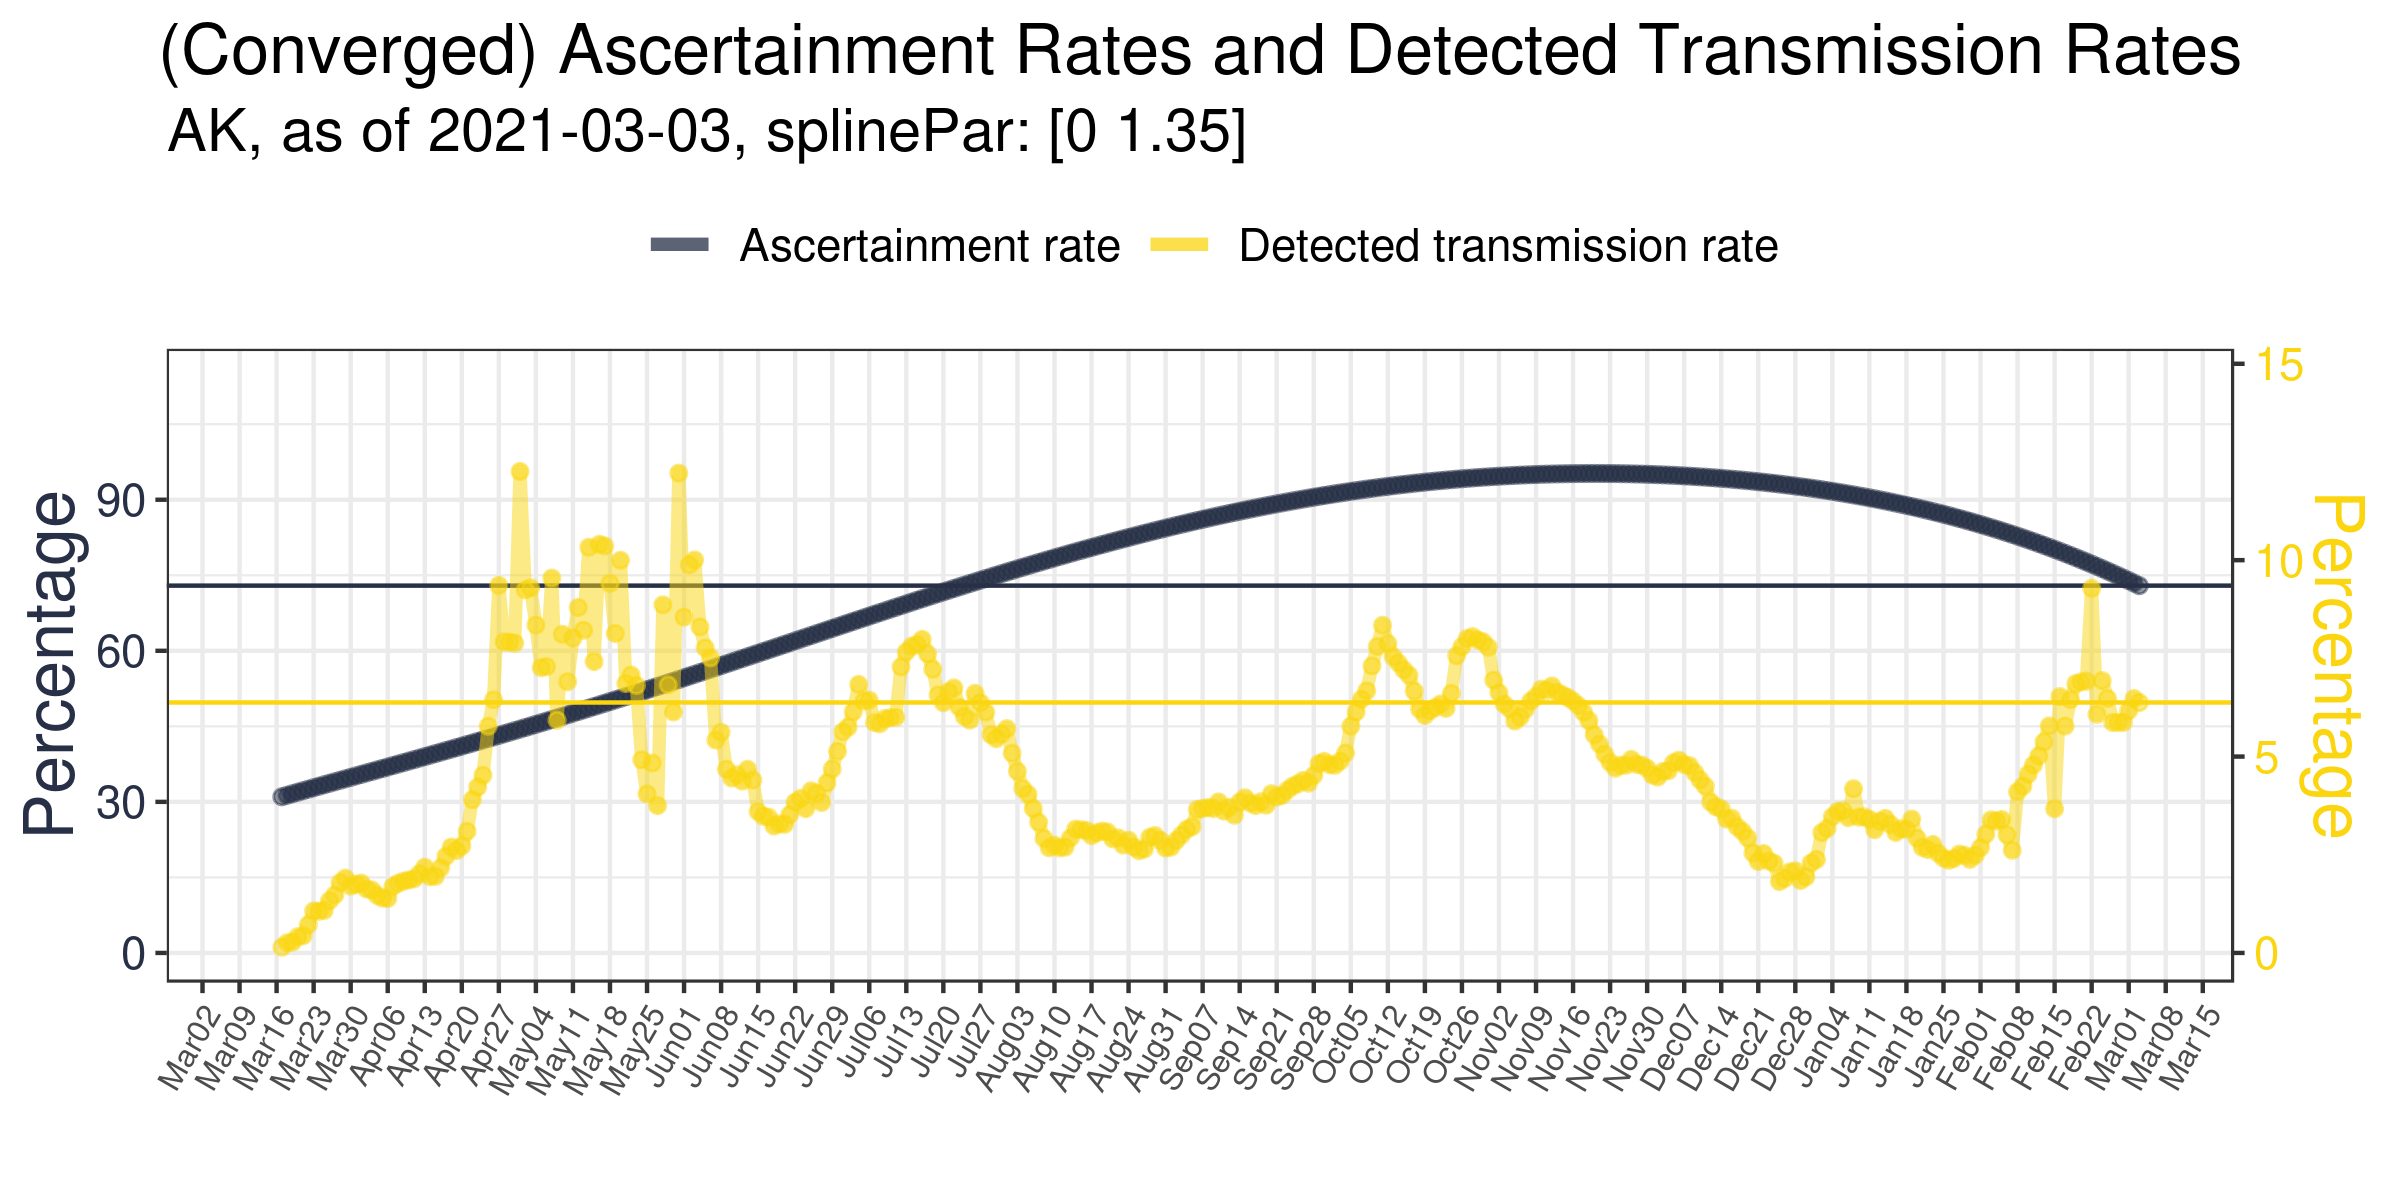 (Converged) Ascertainment Rates and Detected Transmission Rates
AK, as of 2021-03-03, splinePar: [0 1.35]
Ascertainment rate Detected transmission rate
Percentage
90
60
30
0
15
10
5
0
Percentage
Mar02 Mar09 Mar16 Mar23 Mar30 Apr06 Apr13 Apr20 Apr27 May04 May11 May18 May25 Jun01 Jun08 Jun15 Jun22 Jun29 Jul06 Jul13 Jul20 Jul27 Aug03 Aug10 Aug17 Aug24 Aug31 Sep07 Sep14 Sep21 Sep28 Oct05 Oct12 Oct19 Oct26 Nov02 Nov09 Nov16 Nov23 Nov30 Dec07 Dec14 Dec21 Dec28 Jan04 Jan11 Jan18 Jan25 Feb01 Feb08 Feb15 Feb22 Mar01 Mar08 Mar15